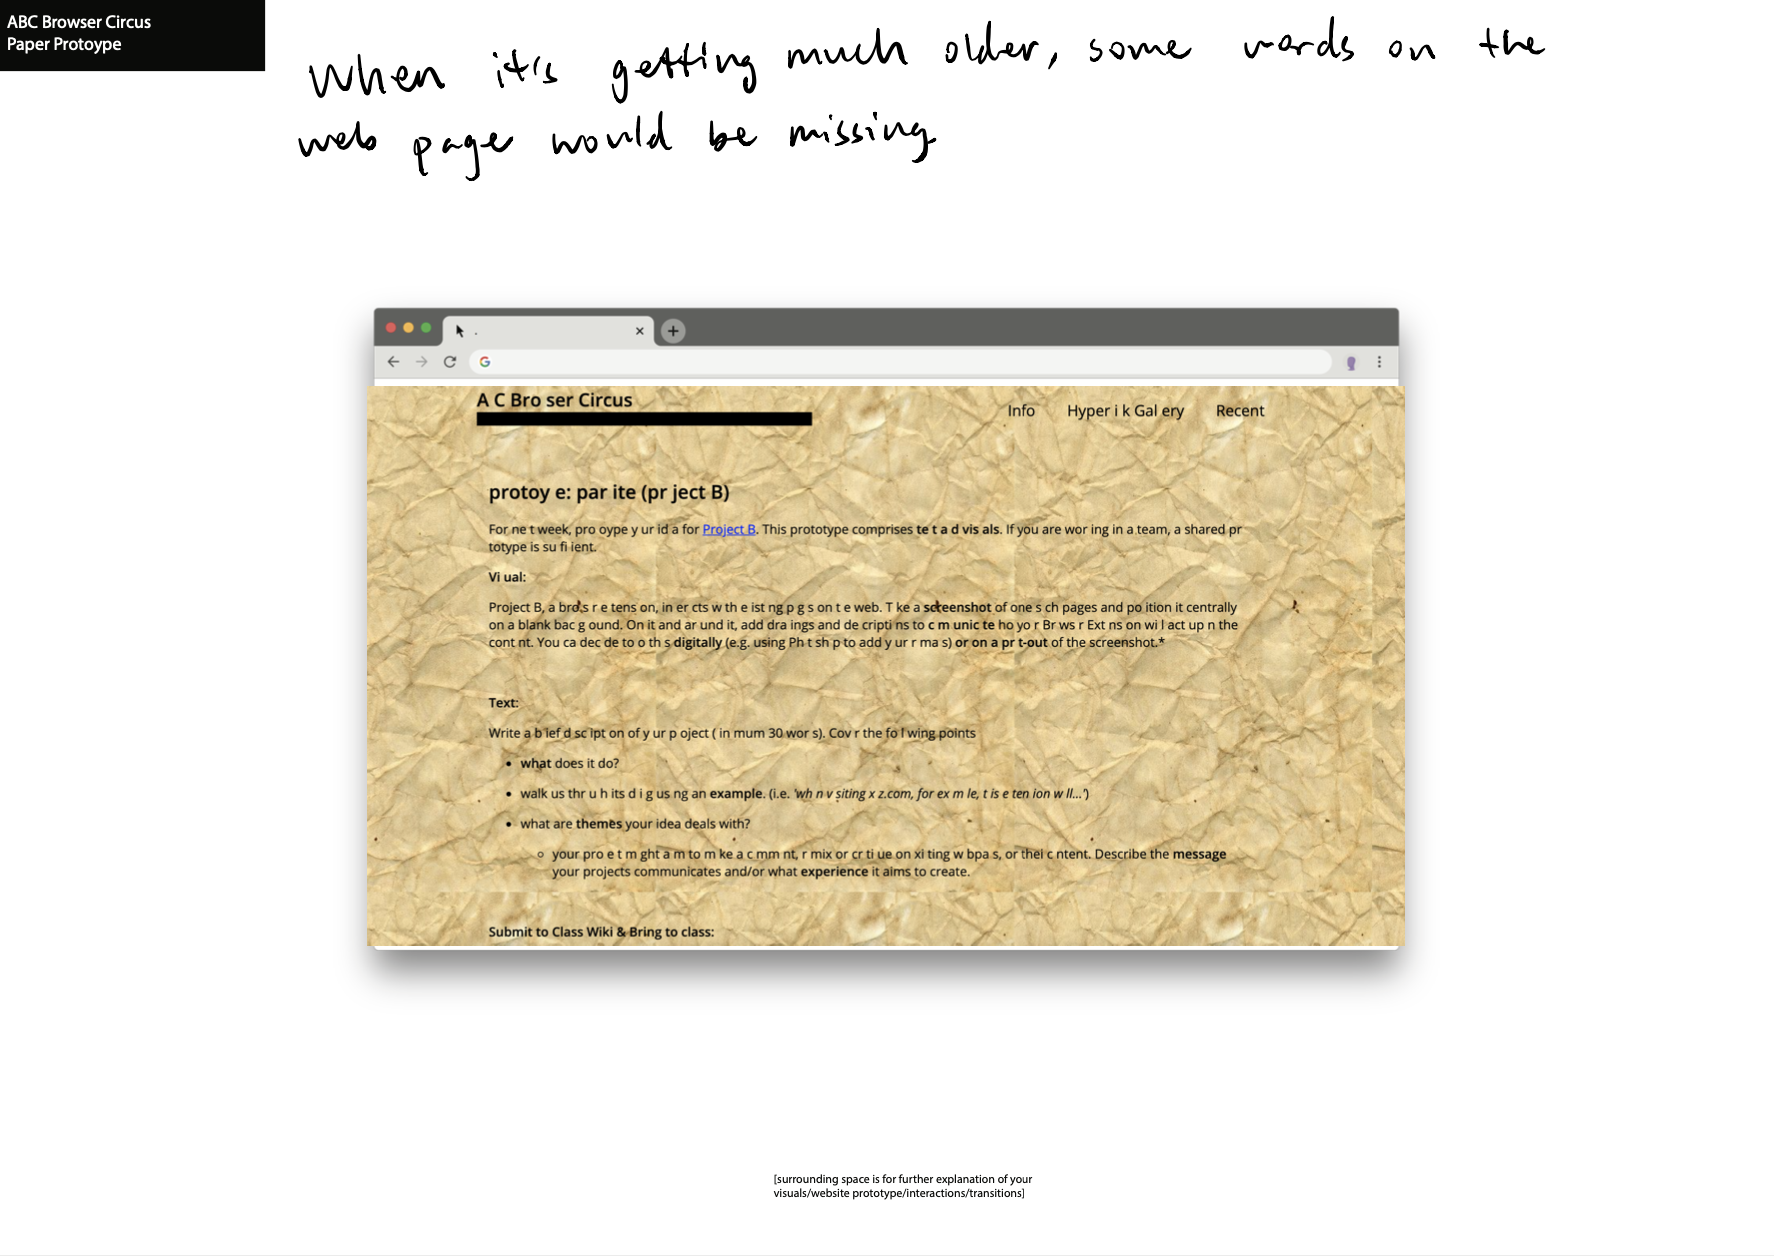 ABC Browser Circus
Paper Protoype
When it's getting much older, some words on the
web page would be missing
A C Bro ser Circus
Info Hyper i k Gal ery Recent
protoy e: par ite (pr ject B)
For ne t week, pro oype y ur id a for Project B. This prototype comprises te t a d vis als. If you are wor ing in a team, a shared pr
totype is su fi ient.
Vi ual:
Project B, a bro s r e tens on, in er cts w th e ist ng p g s on t e web. T ke a screenshot of one s ch pages and po ition it centrally
on a blank bac g ound. On it and ar und it, add dra ings and de cripti ns to c m unic te ho yo r Br ws r Ext ns on wi l act up n the
cont nt. You ca dec de to o th s digitally (e.g. using Ph t sh p to add y ur r ma s) or on a pr t-out of the screenshot.*
Text:
Write a b ief d sc ipt on of y ur p oject ( in mum 30 wor s). Cov r the fo l wing points
• what does it do?
• walk us thr u h its d i g us ng an example. (i.e. 'wh n v siting x z.com, for ex m le, t is e ten ion w ll...')
• what are themes your idea deals with?
○ your pro e t m ght a m to m ke a c mm nt, r mix or cr ti ue on xi ting w bpa s, or thei c ntent. Describe the message
your projects communicates and/or what experience it aims to create.
Submit to Class Wiki & Bring to class:
[surrounding space is for further explanation of your
visuals/website prototype/interactions/transitions]